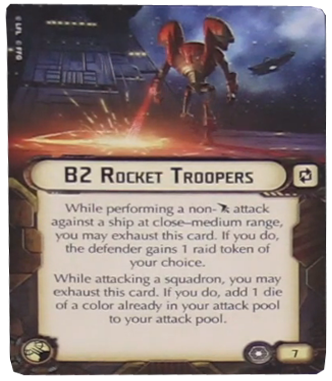 © LFL © FFG
B2 ROCKET TROOPERS
While performing a non- attack
against a ship at close–medium range,
you may exhaust this card. If you do,
the defender gains 1 raid token of
your choice.
While attacking a squadron, you may
exhaust this card. If you do, add 1 die
of a color already in your attack pool
to your attack pool.
7